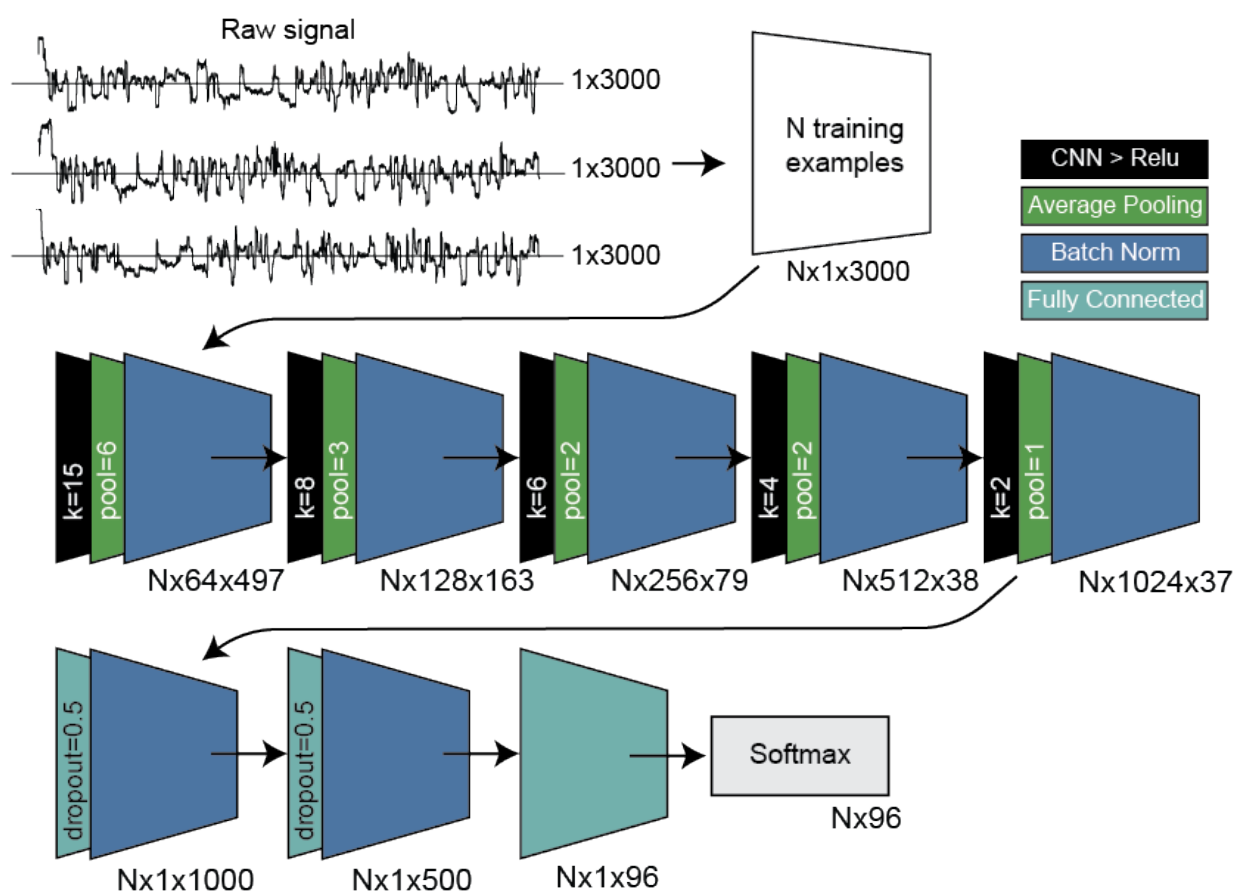 Raw signal
1x3000
1x3000
1x3000
N training
examples
Nx1x3000
CNN > Relu
Average Pooling
Batch Norm
Fully Connected
k=15
pool=6
Nx64x497
k=8
pool=3
Nx128x163
k=6
pool=2
Nx256x79
k=4
pool=2
Nx512x38
k=2
pool=1
Nx1024x37
dropout=0.5
Nx1x1000
dropout=0.5
Nx1x500
Nx1x96
Softmax
Nx96